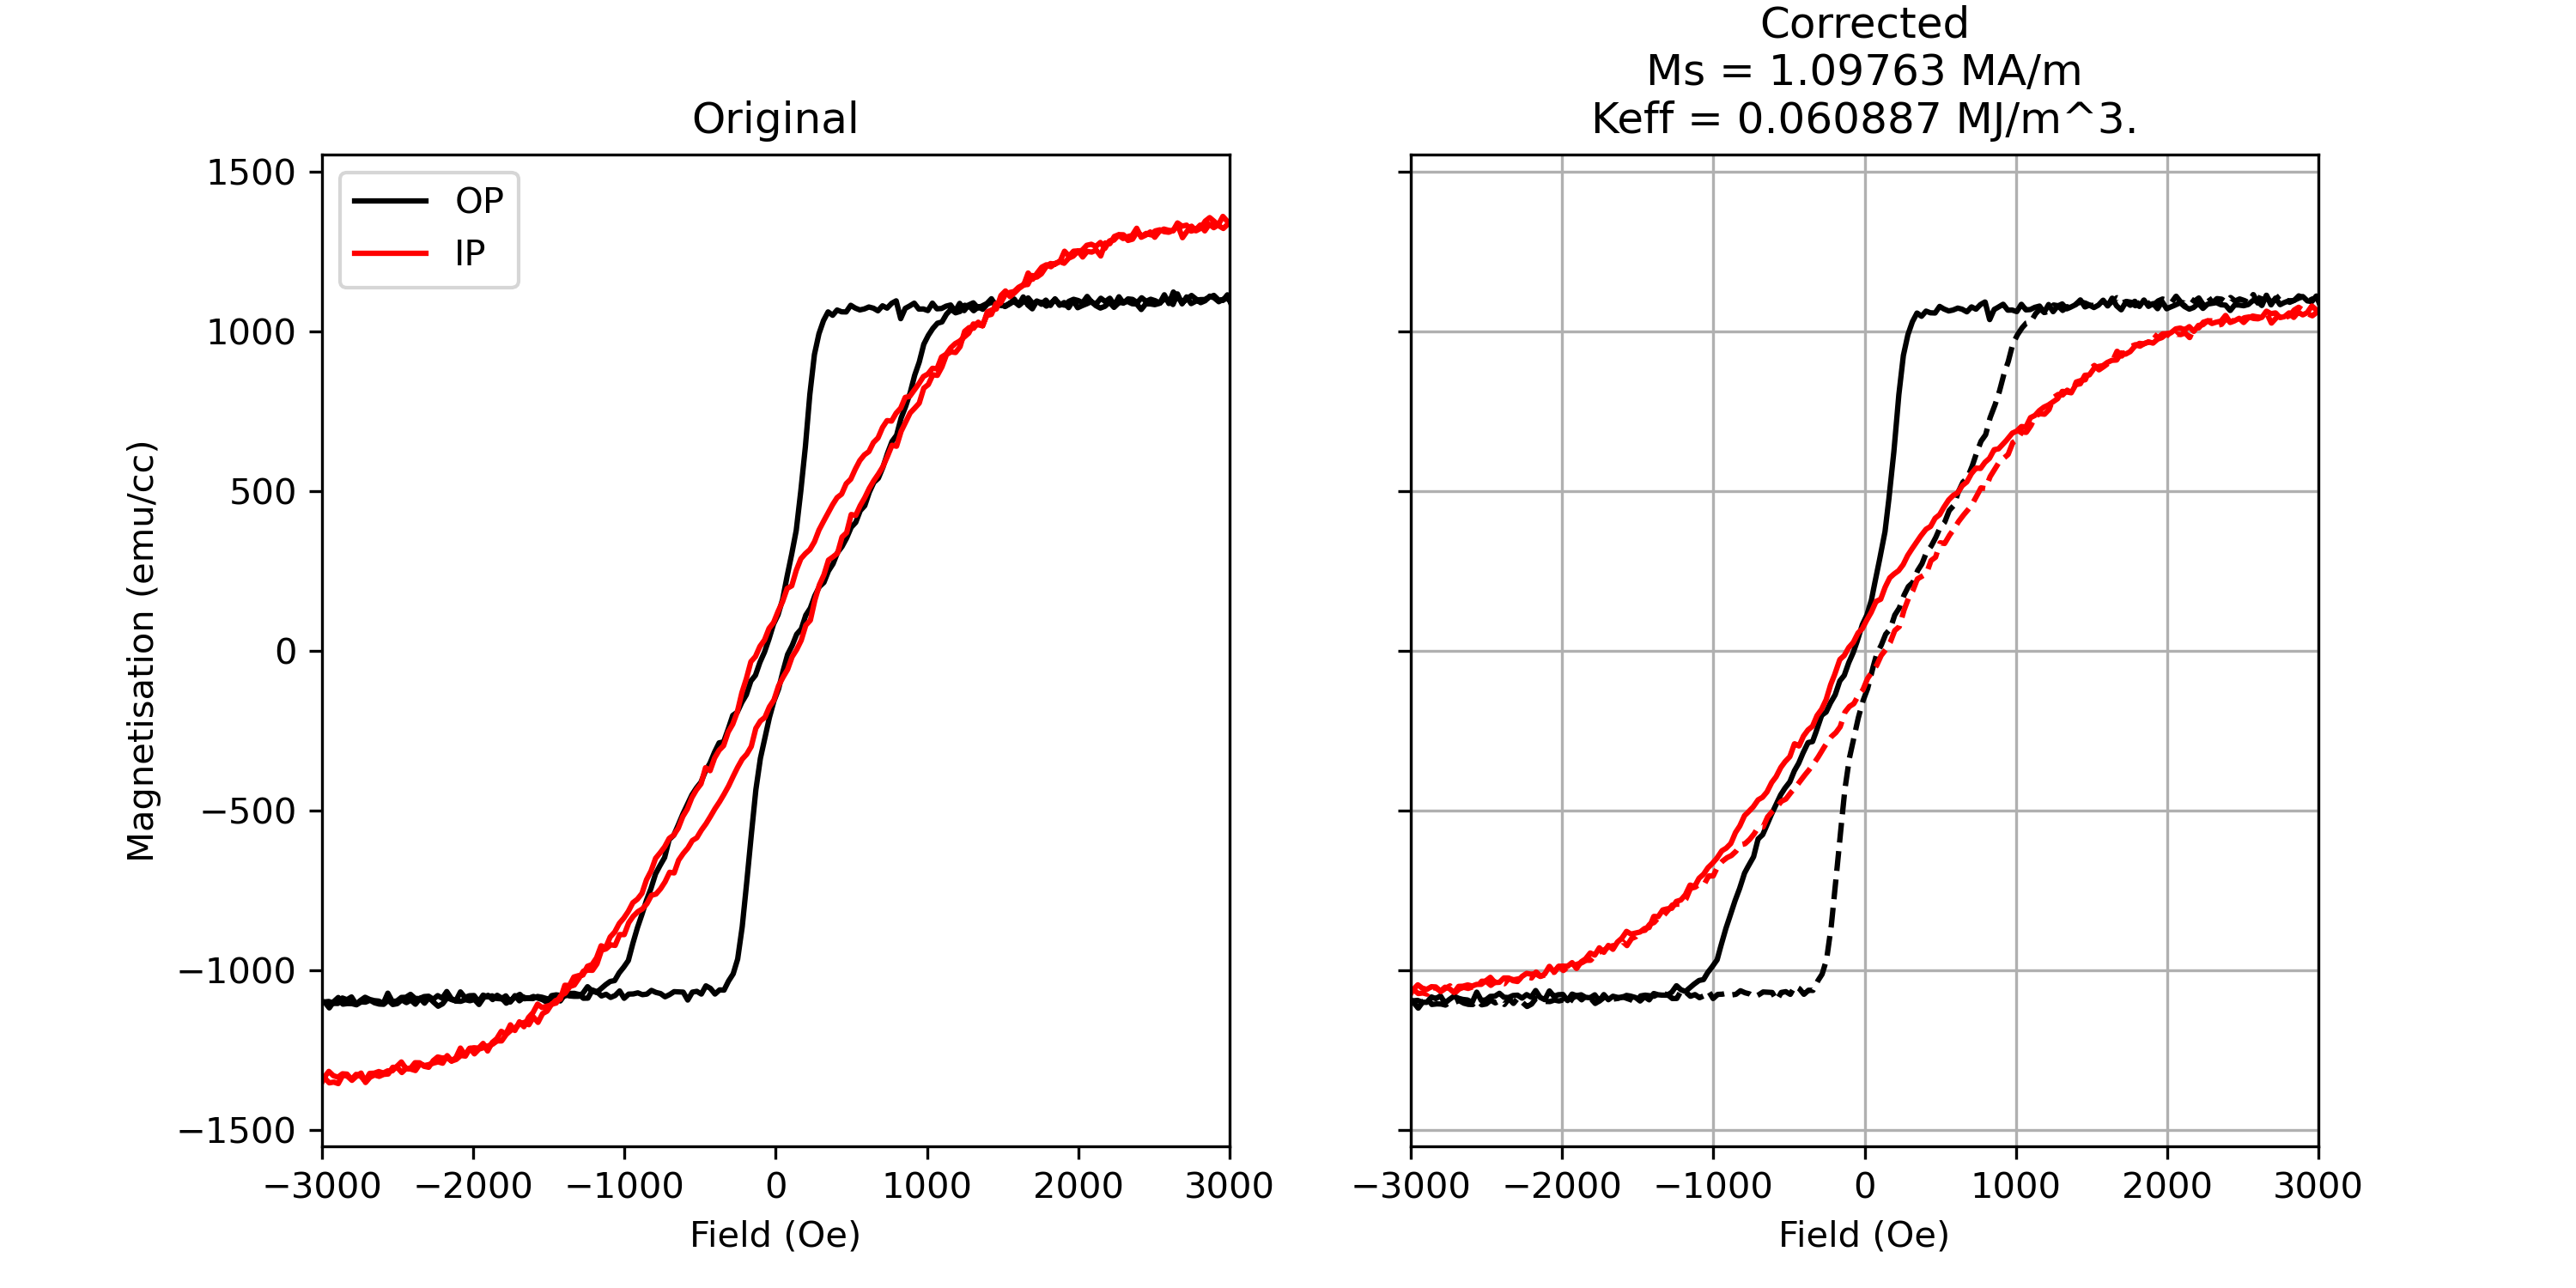 Original
OP
IP
1500
1000
500
0
−500
−1000
−1500
Magnetisation (emu/cc)
−3000 −2000 −1000 0 1000 2000 3000
Field (Oe)
Corrected
Ms = 1.09763 MA/m
Keff = 0.060887 MJ/m^3.
−3000 −2000 −1000 0 1000 2000 3000
Field (Oe)